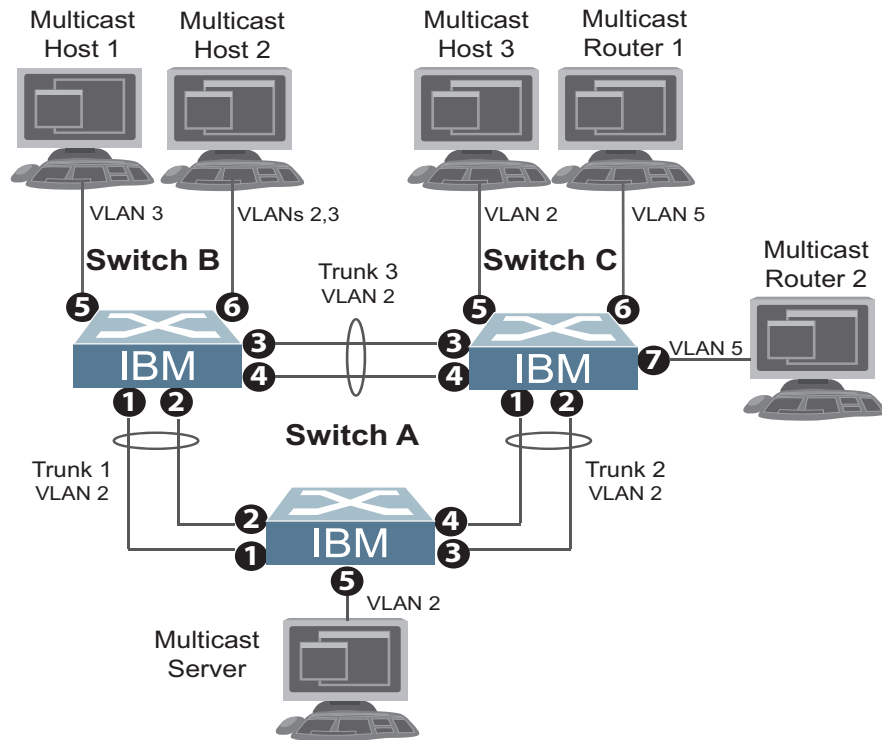 Multicast
Host 1
Multicast
Host 2
Multicast
Host 3
Multicast
Router 1
VLAN 3
VLANs 2,3
VLAN 2
VLAN 5
Switch B
Trunk 3
VLAN 2
Switch C
Multicast
Router 2
5
6
5
6
3
3
7
VLAN 5
IBM
4
4
IBM
1
2
1
2
Switch A
Trunk 1
VLAN 2
Trunk 2
VLAN 2
2
4
IBM
1
3
5
VLAN 2
Multicast
Server